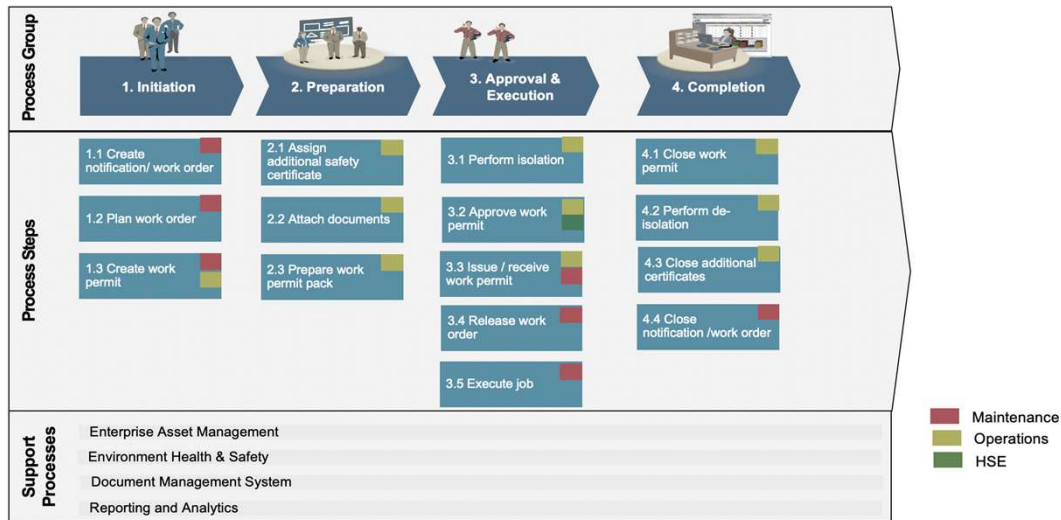 Process Group
1. Initiation
2. Preparation
3. Approval &
Execution
4. Completion
Process Steps
1.1 Create
notification/ work order
1.2 Plan work order
1.3 Create work
permit
2.1 Assign
additional safety
certificate
2.2 Attach documents
2.3 Prepare work
permit pack
3.1 Perform isolation
3.2 Approve work
permit
3.3 Issue / receive
work permit
3.4 Release work
order
3.5 Execute job
4.1 Close work
permit
4.2 Perform de-
isolation
4.3 Close additional
certificates
4.4 Close
notification /work order
Support
Processes
Enterprise Asset Management
Environment Health & Safety
Document Management System
Reporting and Analytics
Maintenance
Operations
HSE